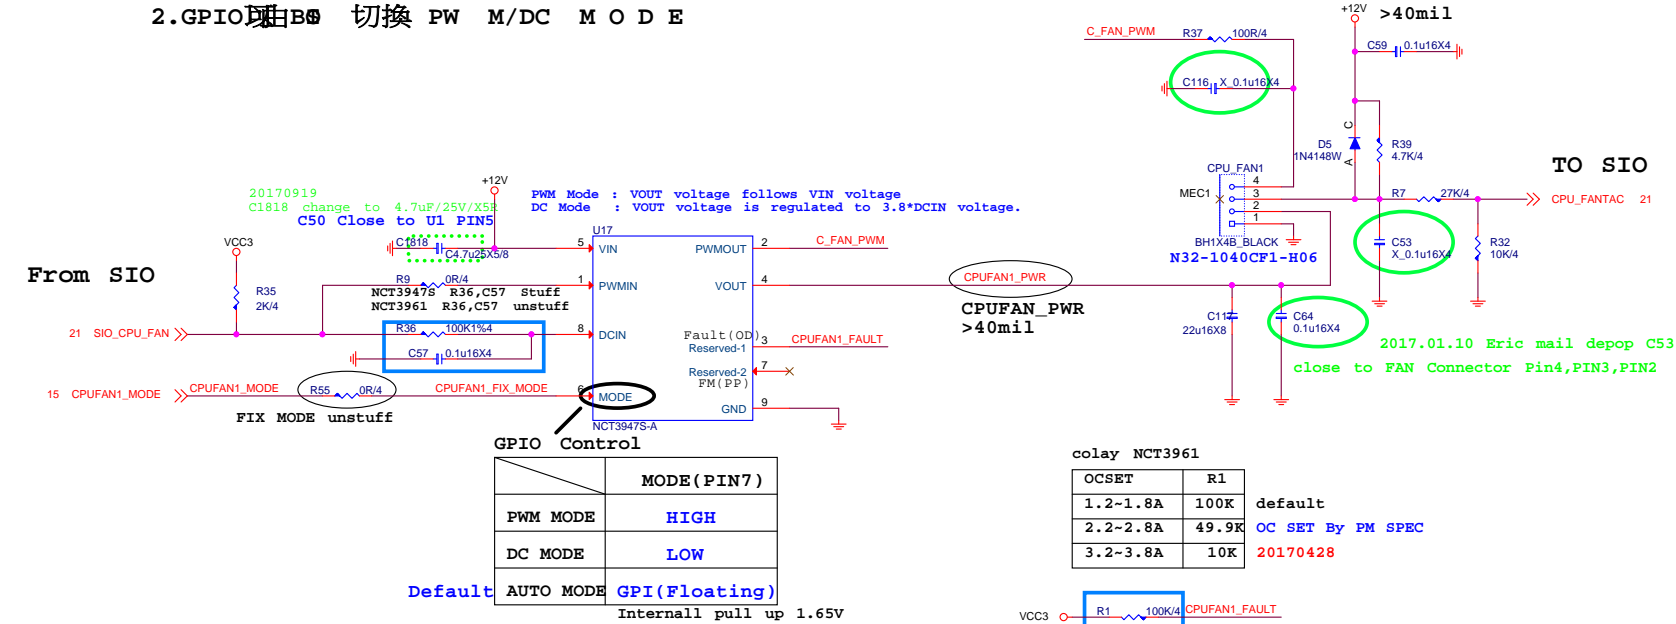 2.GPIO 切換 PW M/DC M O D E
+12V
>40mil
C_FAN_PWM
R37
100R/4
C59
0.1u16X4
C116
X_0.1u16X4
D5
1N4148W
C
A
R39
4.7K/4
TO SIO
CPU_FAN1
MEC1
4
3
2
1
R7
27K/4
CPU_FANTAC 21
BH1X4B_BLACK
N32-1040CF1-H06
C53
X_0.1u16X4
R32
10K/4
20170919
C1818 change to 4.7uF/25V/X5R
C50 Close to U1 PIN5
+12V
PWM Mode : VOUT voltage follows VIN voltage
DC Mode : VOUT voltage is regulated to 3.8*DCIN voltage.
From SIO
VCC3
R35
2K/4
C1818
C4.7u25X5/8
R9
0R/4
NCT3947S R36,C57 Stuff
NCT3961 R36,C57 unstuff
21 SIO_CPU_FAN
R36
100K1%4
C57
0.1u16X4
15 CPUFAN1_MODE
CPUFAN1_MODE
R55
0R/4
CPUFAN1_FIX_MODE
FIX MODE unstuff
U17
5
VIN
1
PWMIN
8
DCIN
6
MODE
PWMOUT
2
C_FAN_PWM
VOUT
4
Fault(OD)
Reserved-1
3
CPUFAN1_FAULT
Reserved-2
7
FM(PP)
GND
9
NCT3947S-A
CPUFAN1_PWR
CPUFAN_PWR
>40mil
22u16X8
C64
0.1u16X4
2017.01.10 Eric mail depop C53
close to FAN Connector Pin4,PIN3,PIN2
GPIO Control
MODE(PIN7)
PWM MODE HIGH
DC MODE LOW
Default AUTO MODE GPI(Floating)
Internall pull up 1.65V
colay NCT3961
OCSET R1
1.2~1.8A 100K default
2.2~2.8A 49.9K OC SET By PM SPEC
3.2~3.8A 10K 20170428
VCC3
R1
100K/4
CPUFAN1_FAULT